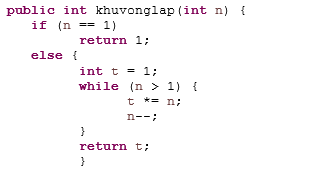 public int khuvonglap(int n) {
if (n == 1)
return 1;
else {
int t = 1;
while (n > 1) {
t *= n;
n--;
}
return t;
}